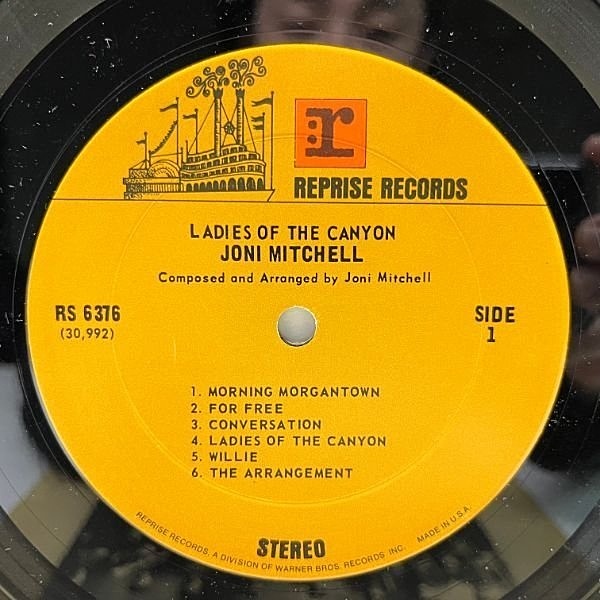 r
REPRISE RECORDS
LADIES OF THE CANYON
JONI MITCHELL
Composed and Arranged by Joni Mitchell
RS 6376
(30,992)
SIDE
1
1. MORNING MORGANTOWN
2. FOR FREE
3. CONVERSATION
4. LADIES OF THE CANYON
5. WILLIE
6. THE ARRANGEMENT
STEREO
REPRISE RECORDS, A DIVISION OF WARNER BROS. RECORDS, INC. MADE IN U.S.A.